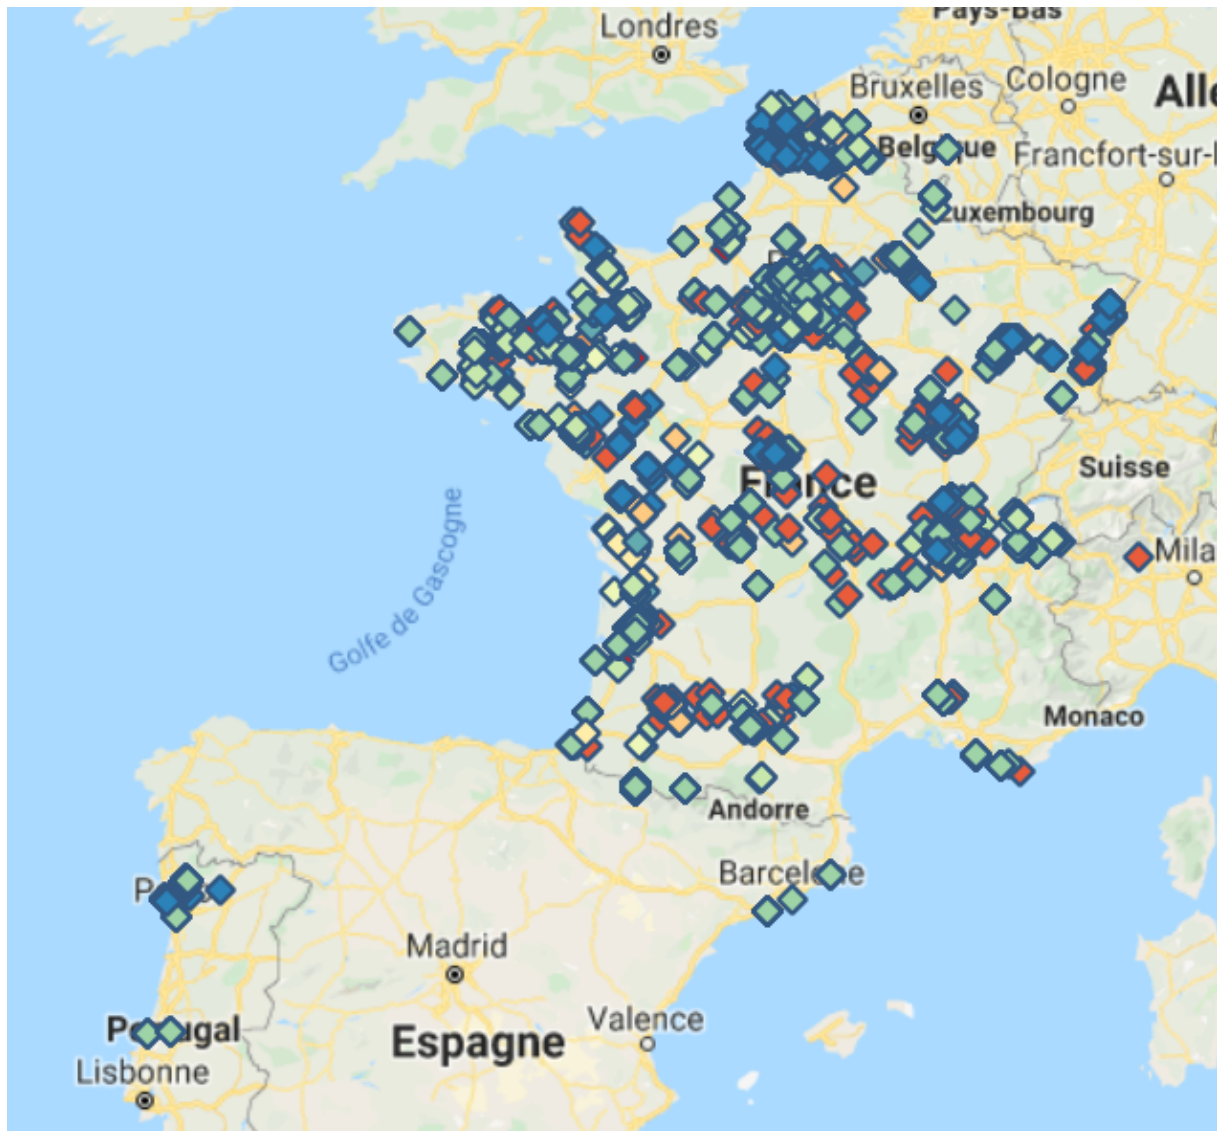 Pays-Bas
Londres
Bruxelles
Cologne
Alle
Belgique
Francfort-sur-
Luxembourg
France
Suisse
Mila
Golfe de Gascogne
Monaco
Andorre
Barcelone
Madrid
Portugal
Espagne
Valence
Lisbonne